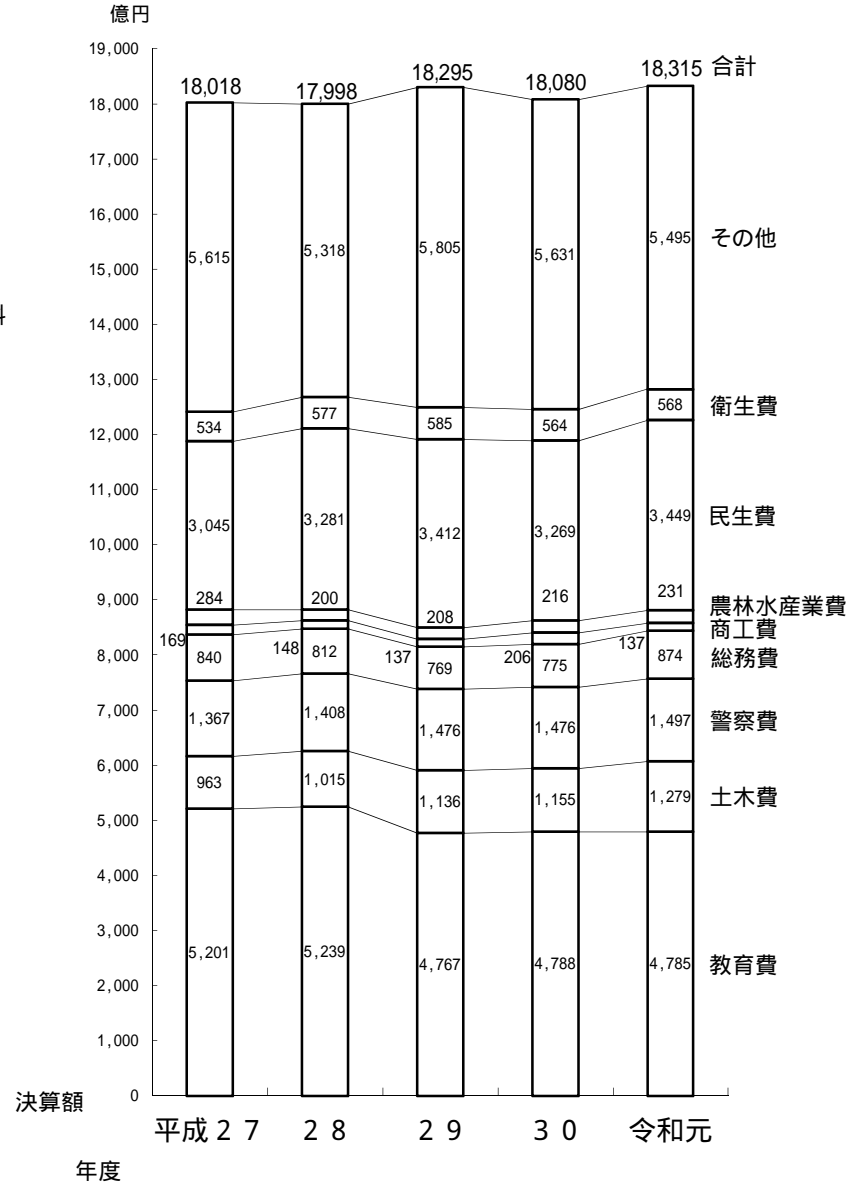 億円
19,000
18,018 17,998 18,295 18,080 18,315 合計
18,000
17,000
16,000
5,615 5,318 5,805 5,631 5,495 その他
15,000
14,000
13,000
534 577 585 564 568 衛生費
12,000
11,000
3,045 3,281 3,412 3,269 3,449 民生費
10,000
284 200 208 216 231 農林水産業費
9,000
169 148 137 206 137 商工費
840 812 769 775 874 総務費
8,000
7,000
1,367 1,408 1,476 1,476 1,497 警察費
6,000
963 1,015 1,136 1,155 1,279 土木費
5,000
4,000
3,000
5,201 5,239 4,767 4,788 4,785 教育費
2,000
1,000
0
決算額
平成27 28 29 30 令和元
年度